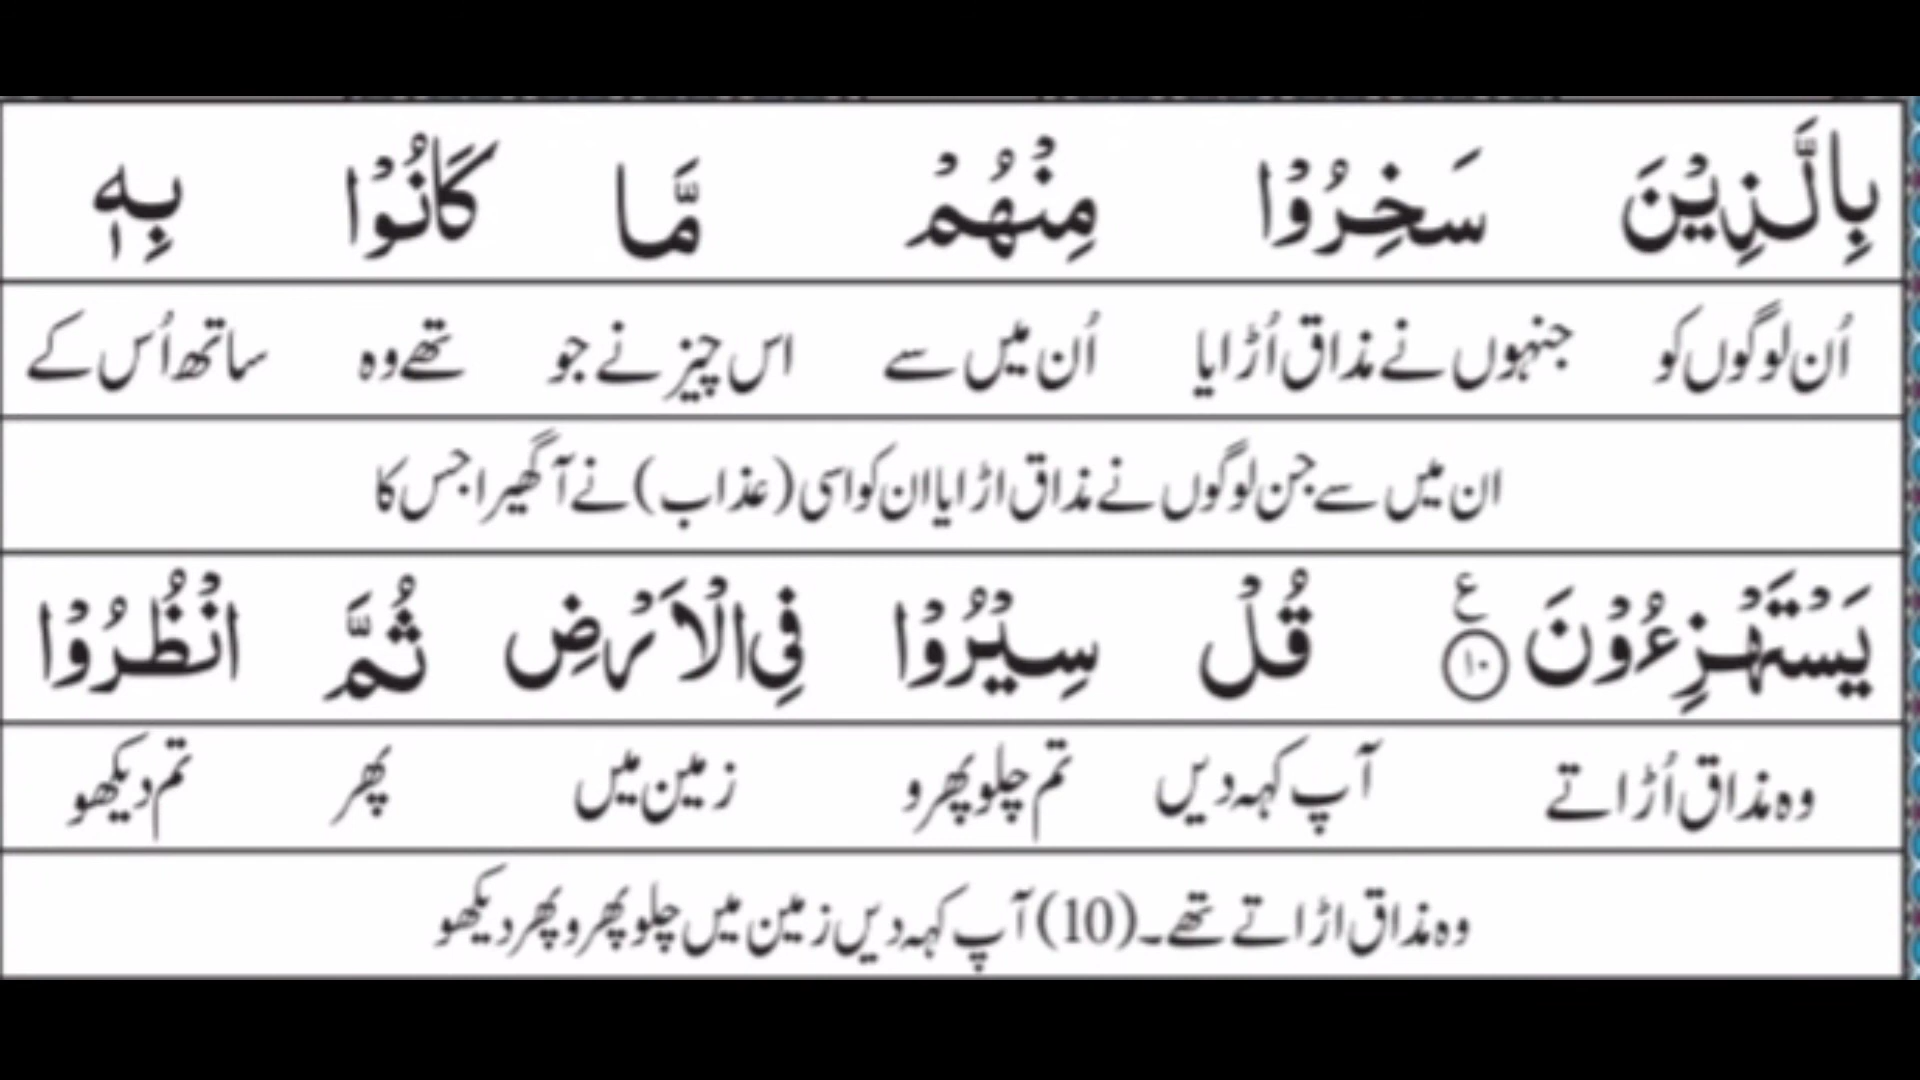 بِالَّذِیْنَ سَخِرُوْا مِنْهُمْ مَّا كَانُوْا بِهٖ
اُن لوگوں کو جنہوں نے مذاق اُڑایا اُن میں سے اس چیز نے جو تھے وہ ساتھ اُس کے
ان میں سے جن لوگوں نے مذاق اڑایا ان کو اسی (عذاب) نے آ گھیرا جس کا
یَسْتَهْزِءُوْنَ ۟۱۰ ع قُلْ سِیْرُوْا فِی الْاَرْضِ ثُمَّ انْظُرُوْا
وہ مذاق اُڑاتے آپ کہہ دیں تم چلو پھرو زمین میں پھر تم دیکھو
وہ مذاق اڑاتے تھے۔ (10) آپ کہہ دیں زمین میں چلو پھرو پھر دیکھو